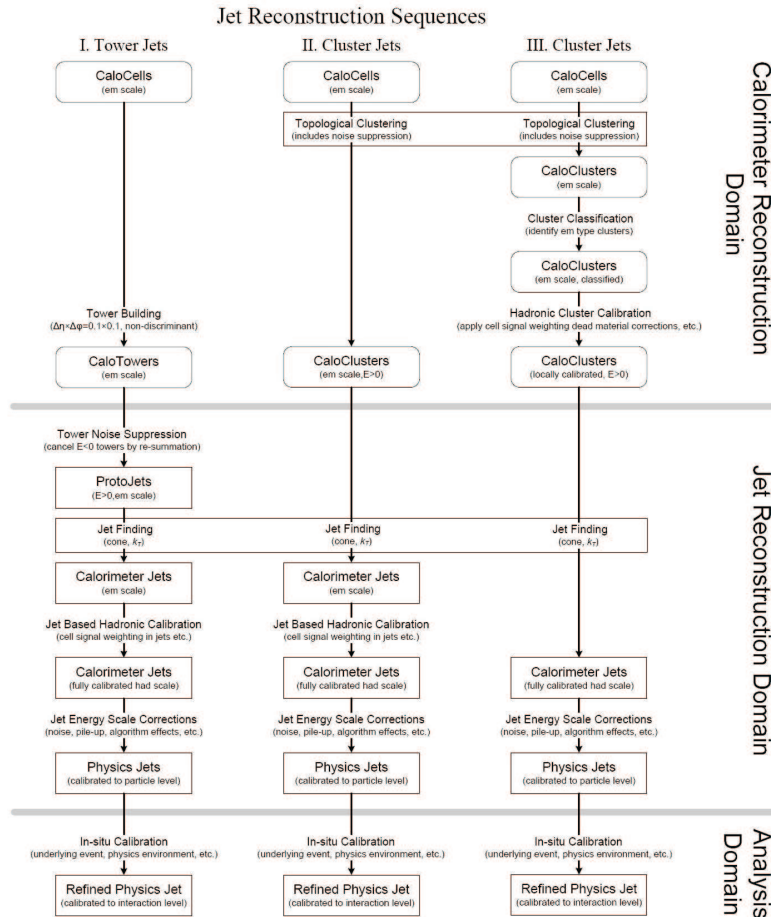 Jet Reconstruction Sequences
I. Tower Jets
II. Cluster Jets
III. Cluster Jets
CaloCells
(em scale)
CaloCells
(em scale)
CaloCells
(em scale)
Topological Clustering
(includes noise suppression)
Topological Clustering
(includes noise suppression)
CaloClusters
(em scale)
Cluster Classification
(identify em type clusters)
CaloClusters
(em scale, classified)
Tower Building
(Δη×Δφ=0.1×0.1, non-discriminant)
Hadronic Cluster Calibration
(apply cell signal weighting dead material corrections, etc.)
CaloTowers
(em scale)
CaloClusters
(em scale,E>0)
CaloClusters
(locally calibrated, E>0)
Calorimeter Reconstruction
Domain
Tower Noise Suppression
(cancel E<0 towers by re-summation)
ProtoJets
(E>0,em scale)
Jet Finding
(cone, kT)
Jet Finding
(cone, kT)
Jet Finding
(cone, kT)
Calorimeter Jets
(em scale)
Calorimeter Jets
(em scale)
Jet Based Hadronic Calibration
(cell signal weighting in jets etc.)
Jet Based Hadronic Calibration
(cell signal weighting in jets etc.)
Calorimeter Jets
(fully calibrated had scale)
Calorimeter Jets
(fully calibrated had scale)
Calorimeter Jets
(fully calibrated had scale)
Jet Energy Scale Corrections
(noise, pile-up, algorithm effects, etc.)
Jet Energy Scale Corrections
(noise, pile-up, algorithm effects, etc.)
Jet Energy Scale Corrections
(noise, pile-up, algorithm effects, etc.)
Physics Jets
(calibrated to particle level)
Physics Jets
(calibrated to particle level)
Physics Jets
(calibrated to particle level)
Jet Reconstruction Domain
In-situ Calibration
(underlying event, physics environment, etc.)
In-situ Calibration
(underlying event, physics environment, etc.)
In-situ Calibration
(underlying event, physics environment, etc.)
Refined Physics Jet
(calibrated to interaction level)
Refined Physics Jet
(calibrated to interaction level)
Refined Physics Jet
(calibrated to interaction level)
Analysis
Domain